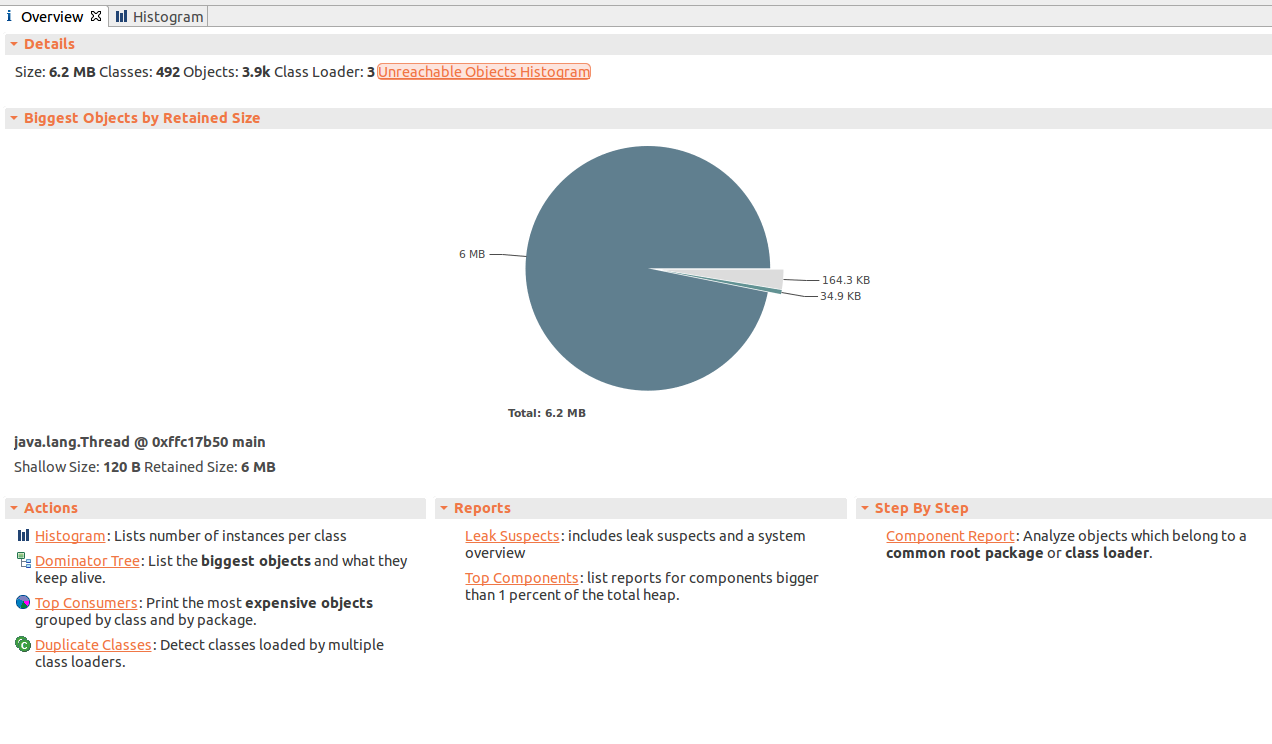 i Overview Histogram
Details
Size: 6.2 MB Classes: 492 Objects: 3.9k Class Loader: 3 Unreachable Objects Histogram
Biggest Objects by Retained Size
6 MB
164.3 KB
34.9 KB
Total: 6.2 MB
java.lang.Thread @ 0xffc17b50 main
Shallow Size: 120 B Retained Size: 6 MB
Actions
Histogram: Lists number of instances per class
Dominator Tree: List the biggest objects and what they
keep alive.
Top Consumers: Print the most expensive objects
grouped by class and by package.
C Duplicate Classes: Detect classes loaded by multiple
class loaders.
Reports
Leak Suspects: includes leak suspects and a system
overview
Top Components: list reports for components bigger
than 1 percent of the total heap.
Step By Step
Component Report: Analyze objects which belong to a
common root package or class loader.